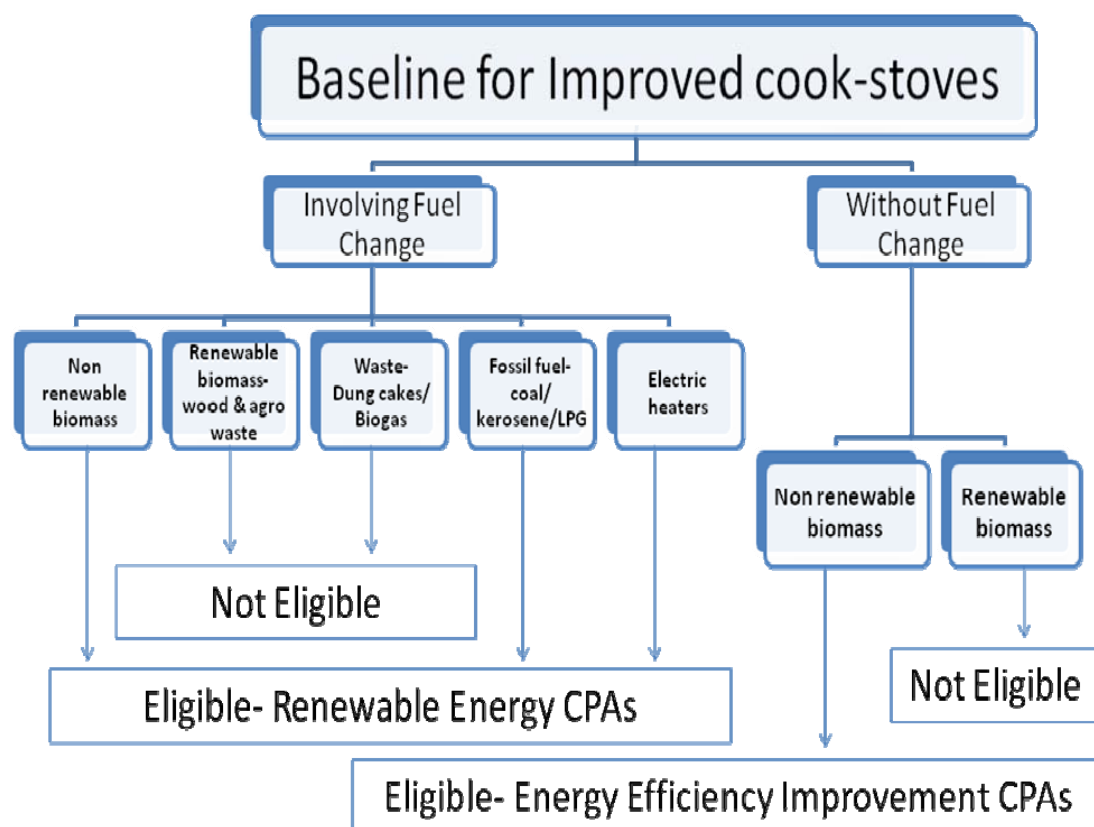 Baseline for Improved cook-stoves
Involving Fuel
Change
Without Fuel
Change
Non
renewable
biomass
Renewable
biomass-
wood & agro
waste
Waste-
Dung cakes/
Biogas
Fossil fuel-
coal/
kerosene/LPG
Electric
heaters
Non renewable
biomass
Renewable
biomass
Not Eligible
Eligible- Renewable Energy CPAs
Not Eligible
Eligible- Energy Efficiency Improvement CPAs